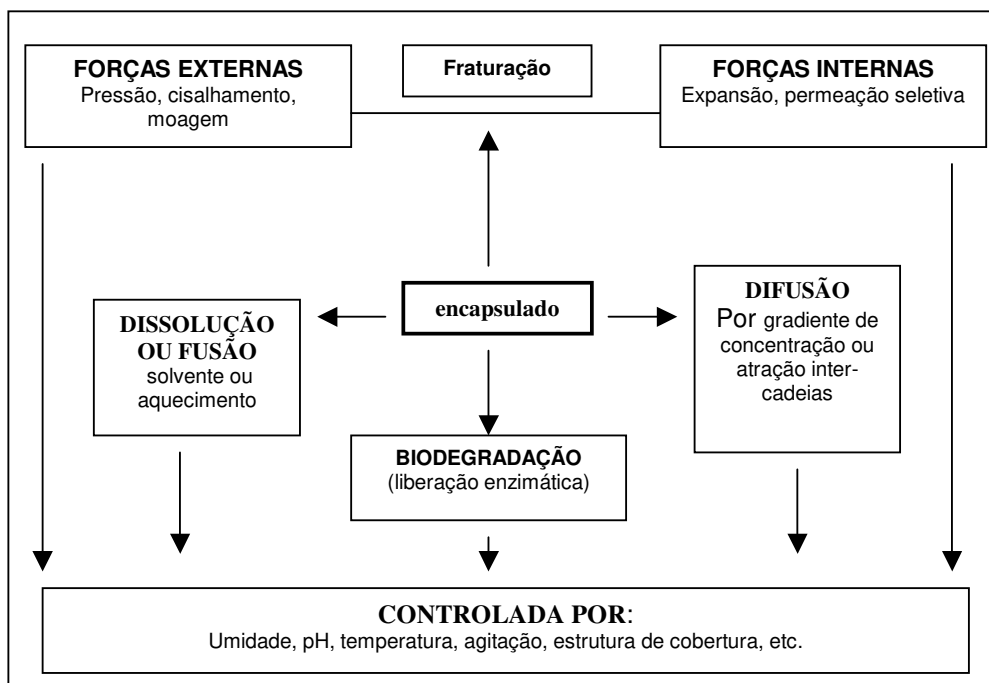 FORÇAS EXTERNAS
Pressão, cisalhamento,
moagem
Fraturação
FORÇAS INTERNAS
Expansão, permeação seletiva
encapsulado
DISSOLUÇÃO
OU FUSÃO
solvente ou
aquecimento
DIFUSÃO
Por gradiente de
concentração ou
atração inter-
cadeias
BIODEGRADAÇÃO
(liberação enzimática)
CONTROLADA POR:
Umidade, pH, temperatura, agitação, estrutura de cobertura, etc.